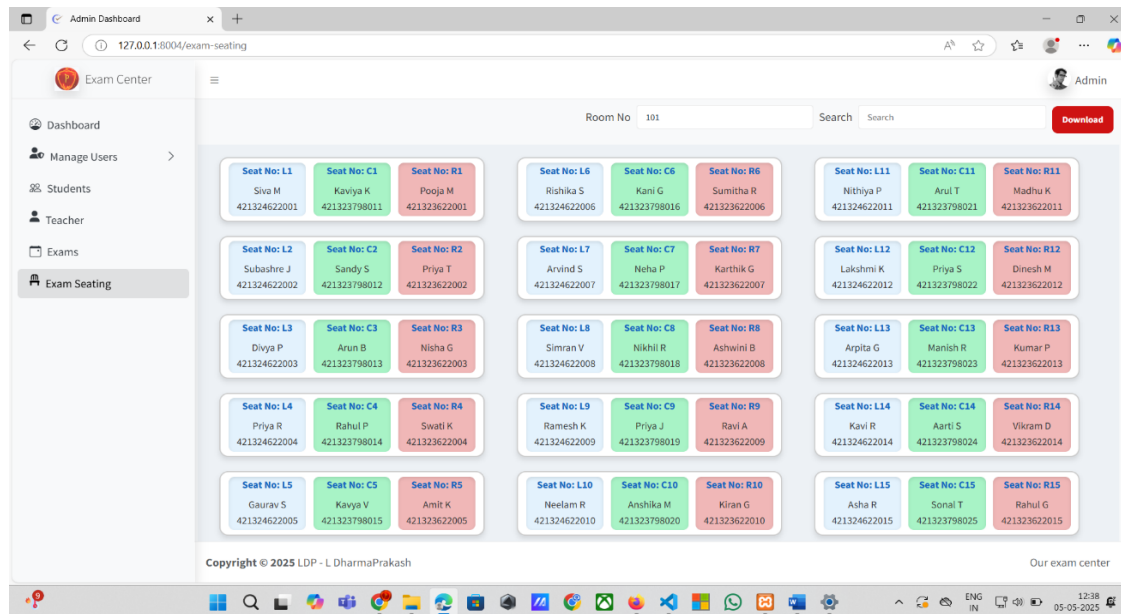 Admin Dashboard
127.0.0.1:8004/exam-seating
Exam Center
Admin
Room No 101 Search Search Download
Dashboard
Manage Users
Students
Teacher
Exams
Exam Seating
Seat No: L1 Seat No: C1 Seat No: R1 Seat No: L6 Seat No: C6 Seat No: R6 Seat No: L11 Seat No: C11 Seat No: R11
Siva M Kaviya K Pooja M Rishika S Kani G Sumitha R Nithiya P Arul T Madhu K
421324622001 421323798011 421323622001 421324622006 421323798016 421323622006 421324622011 421323798021 421323622011
Seat No: L2 Seat No: C2 Seat No: R2 Seat No: L7 Seat No: C7 Seat No: R7 Seat No: L12 Seat No: C12 Seat No: R12
Subashre J Sandy S Priya T Arvind S Neha P Karthik G Lakshmi K Priya S Dinesh M
421324622002 421323798012 421323622002 421324622007 421323798017 421323622007 421324622012 421323798022 421323622012
Seat No: L3 Seat No: C3 Seat No: R3 Seat No: L8 Seat No: C8 Seat No: R8 Seat No: L13 Seat No: C13 Seat No: R13
Divya P Arun B Nisha G Simran V Nikhil R Ashwini B Arpita G Manish R Kumar P
421324622003 421323798013 421323622003 421324622008 421323798018 421323622008 421324622013 421323798023 421323622013
Seat No: L4 Seat No: C4 Seat No: R4 Seat No: L9 Seat No: C9 Seat No: R9 Seat No: L14 Seat No: C14 Seat No: R14
Priya R Rahul P Swati K Ramesh K Priya J Ravi A Kavi R Aarti S Vikram D
421324622004 421323798014 421323622004 421324622009 421323798019 421323622009 421324622014 421323798024 421323622014
Seat No: L5 Seat No: C5 Seat No: R5 Seat No: L10 Seat No: C10 Seat No: R10 Seat No: L15 Seat No: C15 Seat No: R15
Gaurav S Kavya V Amit K Neelam R Anshika M Kiran G Asha R Sonal T Rahul G
421324622005 421323798015 421323622005 421324622010 421323798020 421323622010 421324622015 421323798025 421323622015
Copyright © 2025 LDP - L DharmaPrakash Our exam center
9
ENG
IN
12:38
05-05-2025